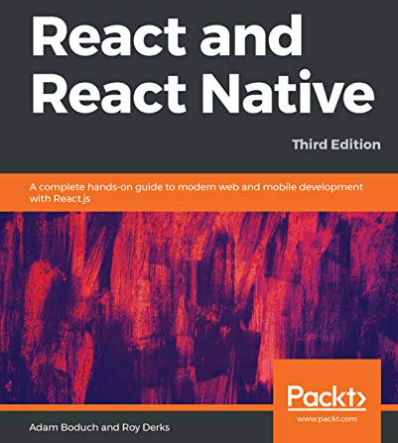 React and
React Native
Third Edition
A complete hands-on guide to modern web and mobile development
with React.js
Packt>
www.packt.com
Adam Boduch and Roy Derks